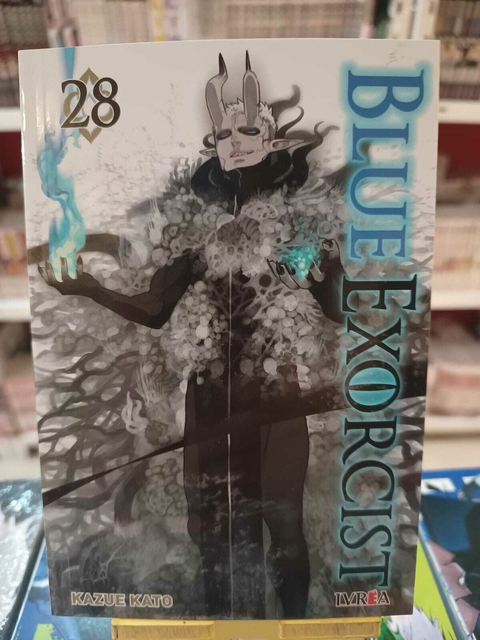 28
BLUE EXORCIST
KAZUE KATO
IVREA